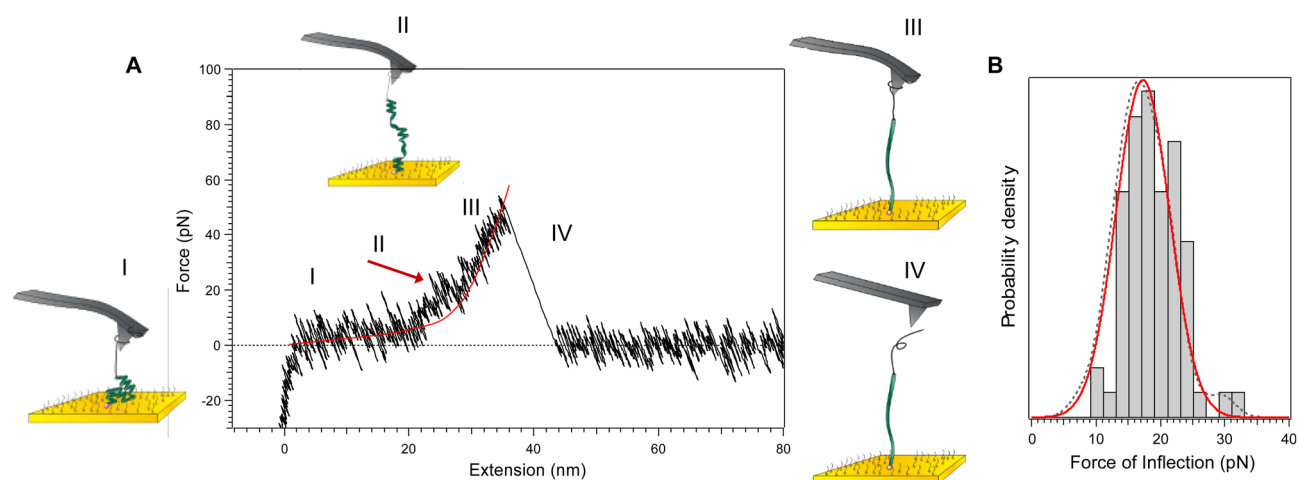 A
B
I
II
III
IV
Force (pN)
100
80
60
40
20
0
-20
I
II
III
IV
0
20
40
60
80
Extension (nm)
Probability density
0
10
20
30
40
Force of Inflection (pN)